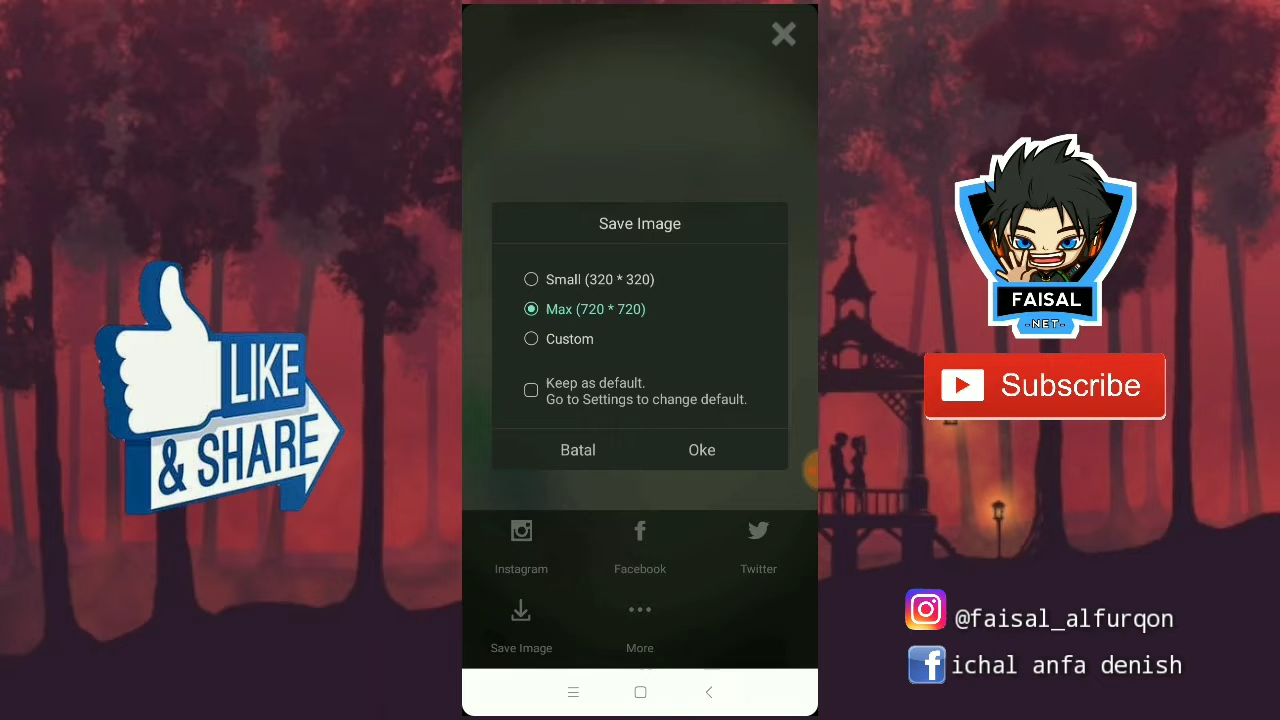 LIKE
& SHARE
Save Image
Small (320 * 320)
Max (720 * 720)
Custom
Keep as default.
Go to Settings to change default.
Batal
Oke
Instagram
Facebook
Twitter
Save Image
More
FAISAL
-NET-
Subscribe
@faisal_alfurqon
ichal anfa denish